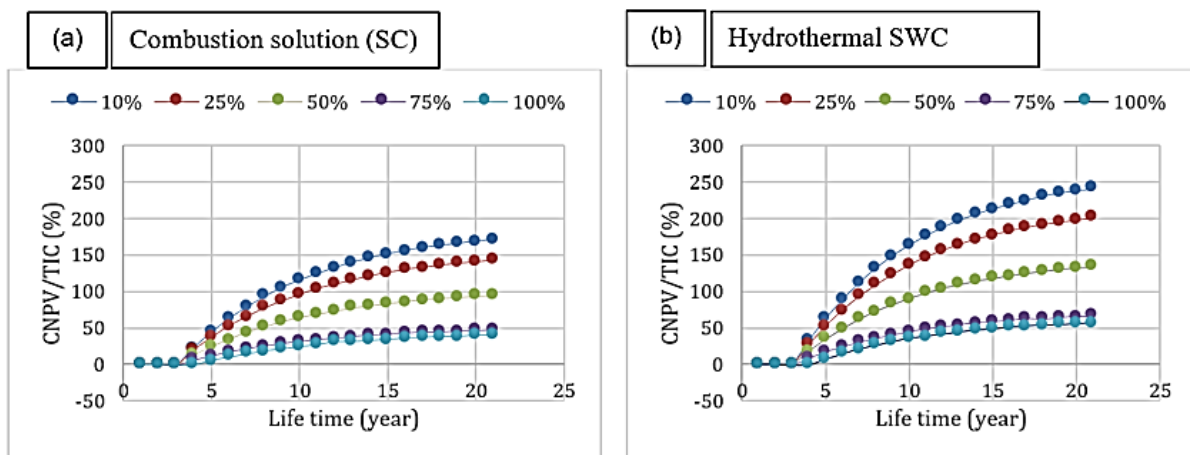 (a) Combustion solution (SC)
10% 25% 50% 75% 100%
300
250
200
150
100
50
0
-50
0 5 10 15 20 25
CNPV/TIC (%)
Life time (year)
(b) Hydrothermal SWC
10% 25% 50% 75% 100%
300
250
200
150
100
50
0
-50
0 5 10 15 20 25
CNPV/TIC (%)
Life time (year)